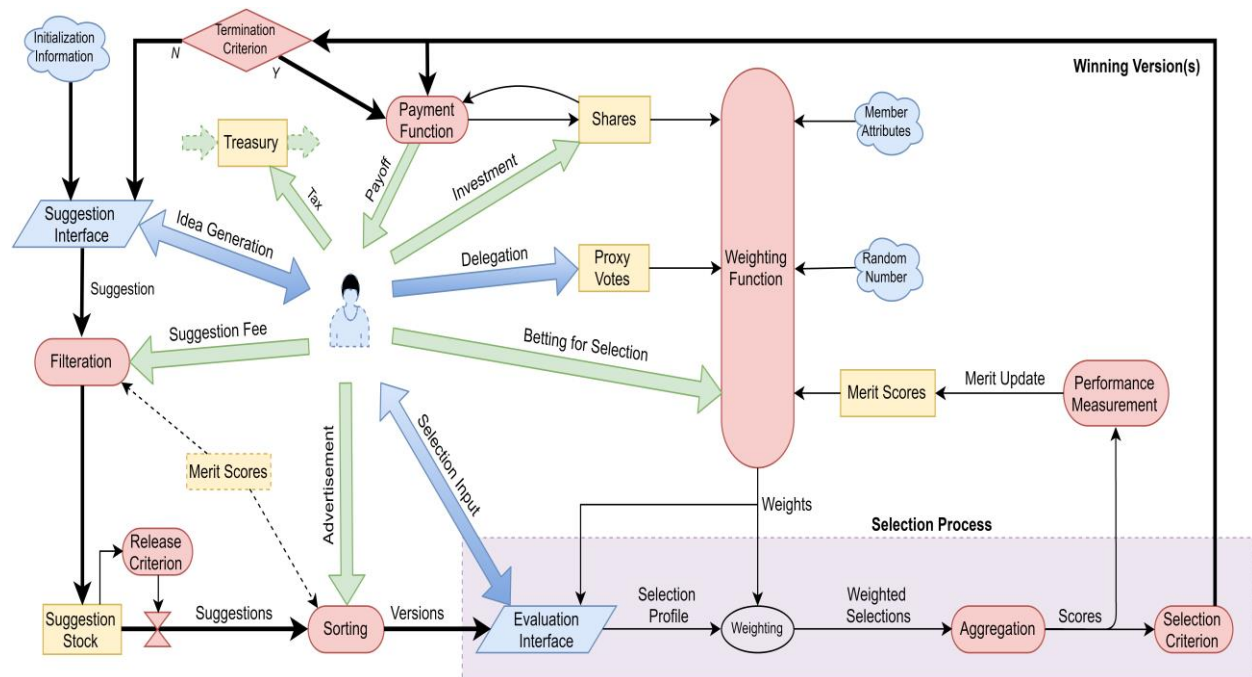 Initialization
Information
Termination
Criterion
N
Y
Winning Version(s)
Payment
Function
Shares
Member
Attributes
Treasury
Tax
Payoff
Investment
Suggestion
Interface
Idea Generation
Delegation
Proxy
Votes
Weighting
Function
Random
Number
Suggestion
Suggestion Fee
Betting for Selection
Filteration
Merit Scores
Merit Update
Performance
Measurement
Merit Scores
Advertisement
Selection Input
Weights
Selection Process
Release
Criterion
Suggestion
Stock
Suggestions
Sorting
Versions
Evaluation
Interface
Selection
Profile
Weighting
Weighted
Selections
Aggregation
Scores
Selection
Criterion